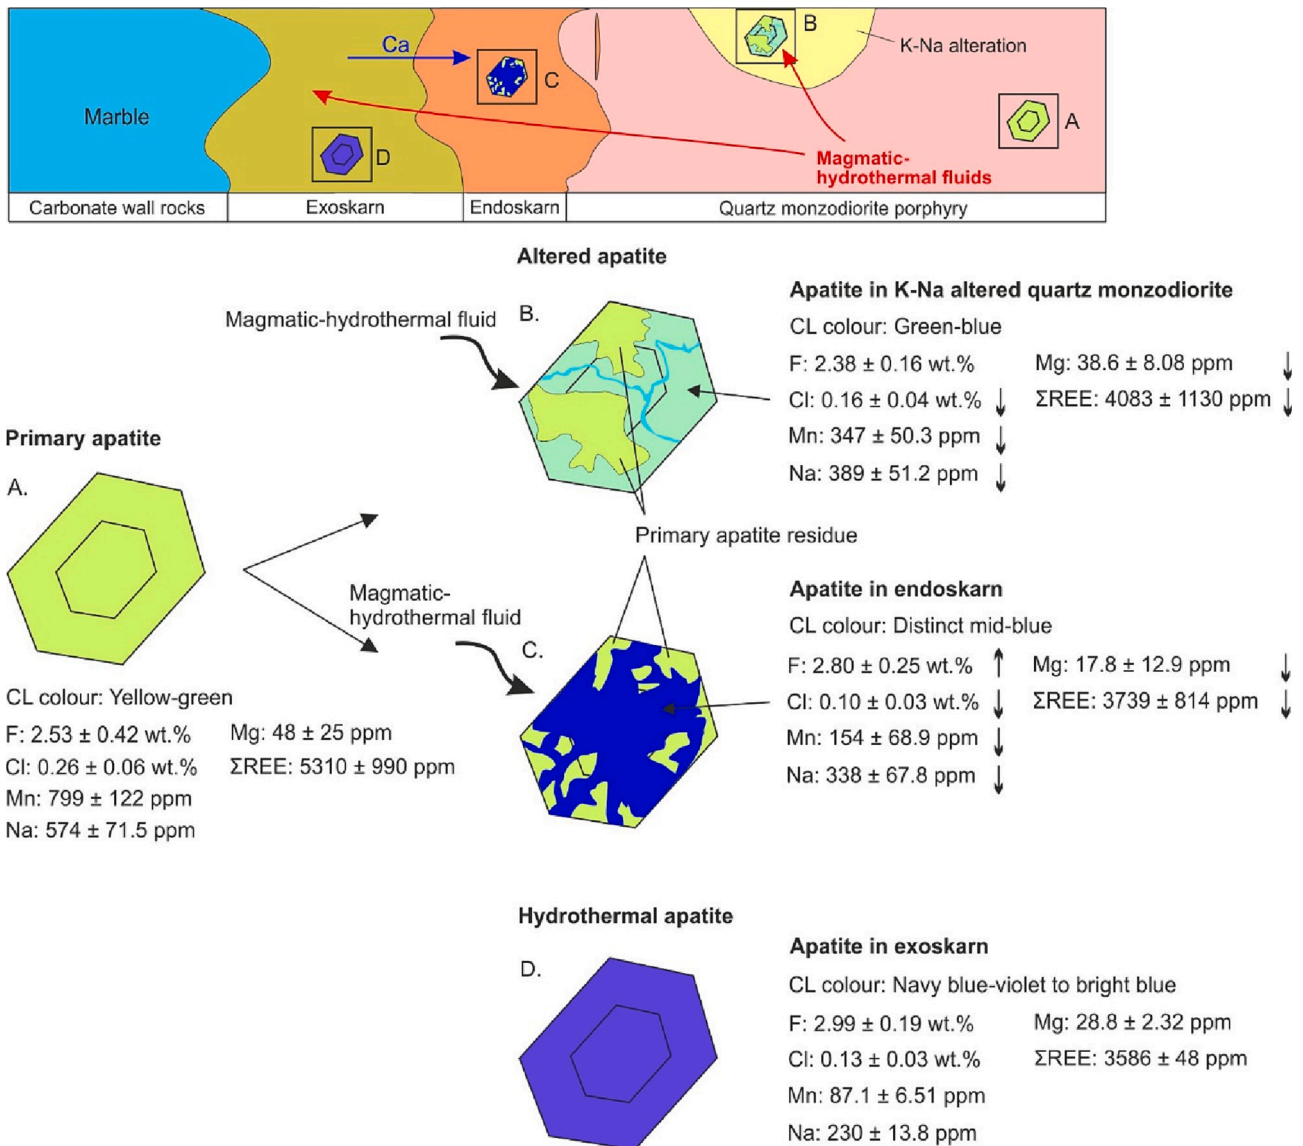 Marble
Ca
C
D
B
K-Na alteration
A
Magmatic-
hydrothermal fluids
Carbonate wall rocks
Exoskarn
Endoskarn
Quartz monzodiorite porphyry
Altered apatite
Magmatic-hydrothermal fluid
B.
Apatite in K-Na altered quartz monzodiorite
CL colour: Green-blue
F: 2.38 ± 0.16 wt.%
Mg: 38.6 ± 8.08 ppm ↓
Cl: 0.16 ± 0.04 wt.% ↓
ΣREE: 4083 ± 1130 ppm ↓
Mn: 347 ± 50.3 ppm ↓
Na: 389 ± 51.2 ppm ↓
Primary apatite
A.
Primary apatite residue
Magmatic-
hydrothermal fluid
C.
Apatite in endoskarn
CL colour: Distinct mid-blue
F: 2.80 ± 0.25 wt.% ↑
Mg: 17.8 ± 12.9 ppm ↓
Cl: 0.10 ± 0.03 wt.% ↓
ΣREE: 3739 ± 814 ppm ↓
Mn: 154 ± 68.9 ppm ↓
Na: 338 ± 67.8 ppm ↓
CL colour: Yellow-green
F: 2.53 ± 0.42 wt.%
Mg: 48 ± 25 ppm
Cl: 0.26 ± 0.06 wt.%
ΣREE: 5310 ± 990 ppm
Mn: 799 ± 122 ppm
Na: 574 ± 71.5 ppm
Hydrothermal apatite
D.
Apatite in exoskarn
CL colour: Navy blue-violet to bright blue
F: 2.99 ± 0.19 wt.%
Mg: 28.8 ± 2.32 ppm
Cl: 0.13 ± 0.03 wt.%
ΣREE: 3586 ± 48 ppm
Mn: 87.1 ± 6.51 ppm
Na: 230 ± 13.8 ppm